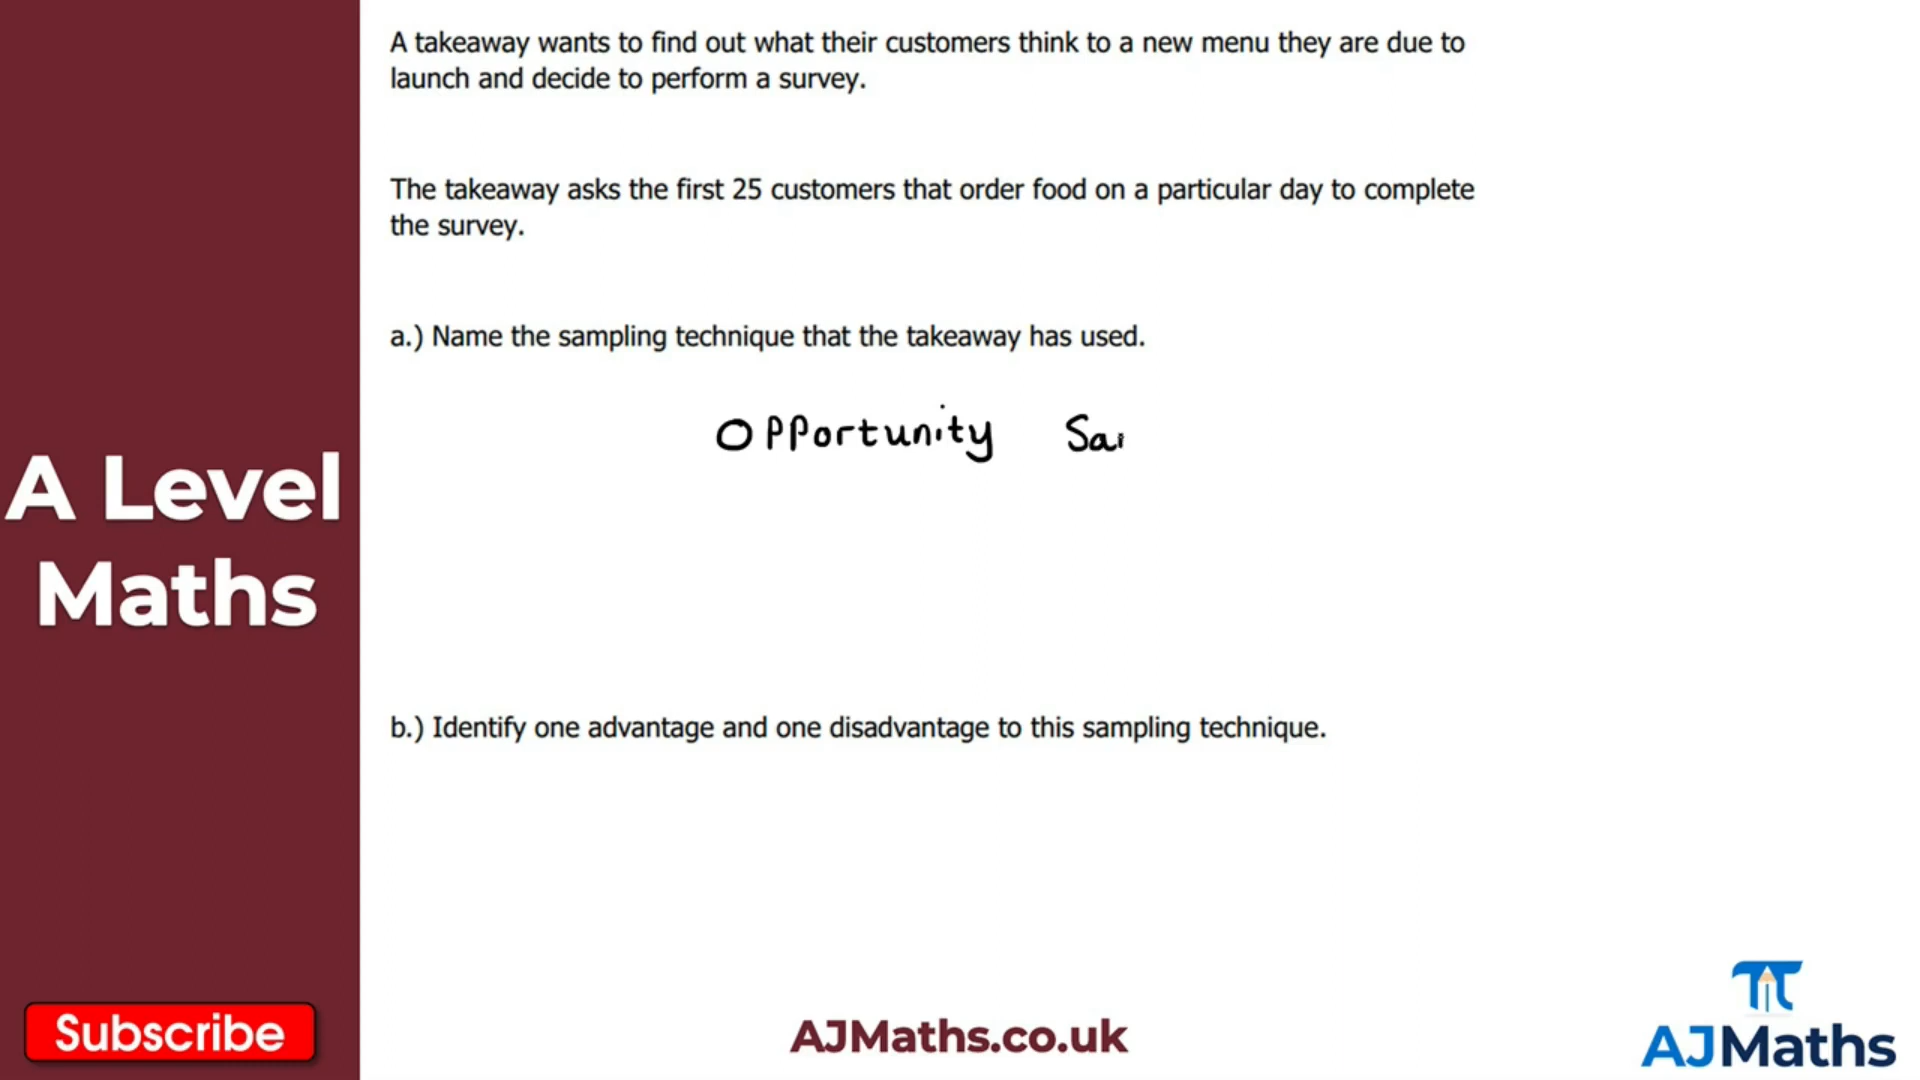 A takeaway wants to find out what their customers think to a new menu they are due to
launch and decide to perform a survey.
The takeaway asks the first 25 customers that order food on a particular day to complete
the survey.
a.) Name the sampling technique that the takeaway has used.
Opportunity Sa
A Level
Maths
b.) Identify one advantage and one disadvantage to this sampling technique.
Subscribe
AJMaths.co.uk
AJMaths